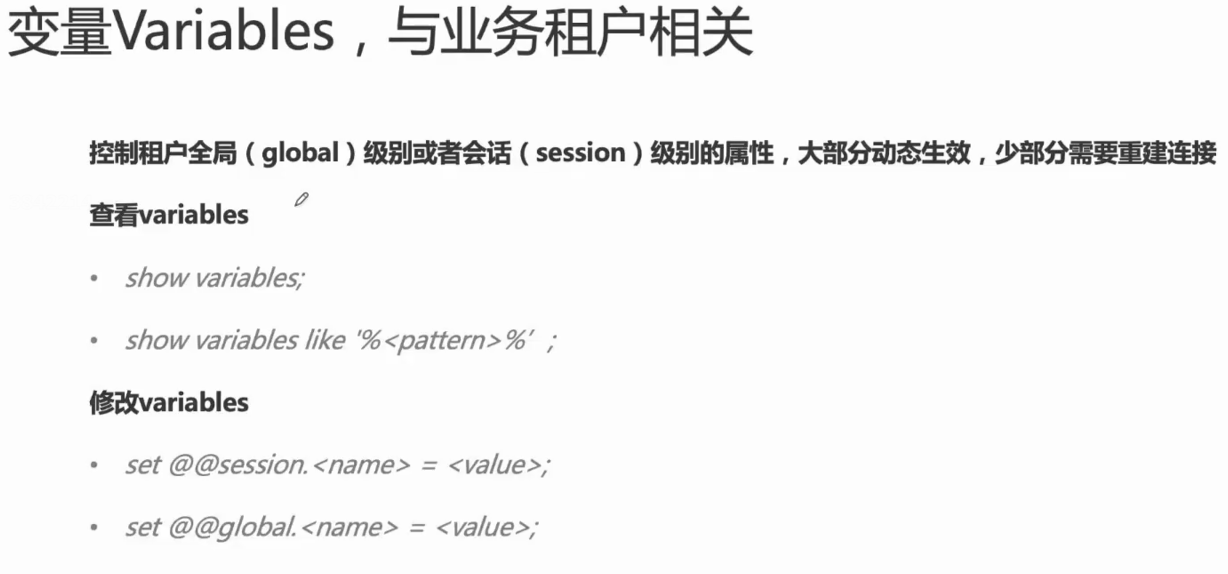 变量Variables，与业务租户相关
控制租户全局（global）级别或者会话（session）级别的属性，大部分动态生效，少部分需要重建连接
查看variables
• show variables;
• show variables like '%<pattern>%’ ;
修改variables
• set @@session.<name> = <value>;
• set @@global.<name> = <value>;